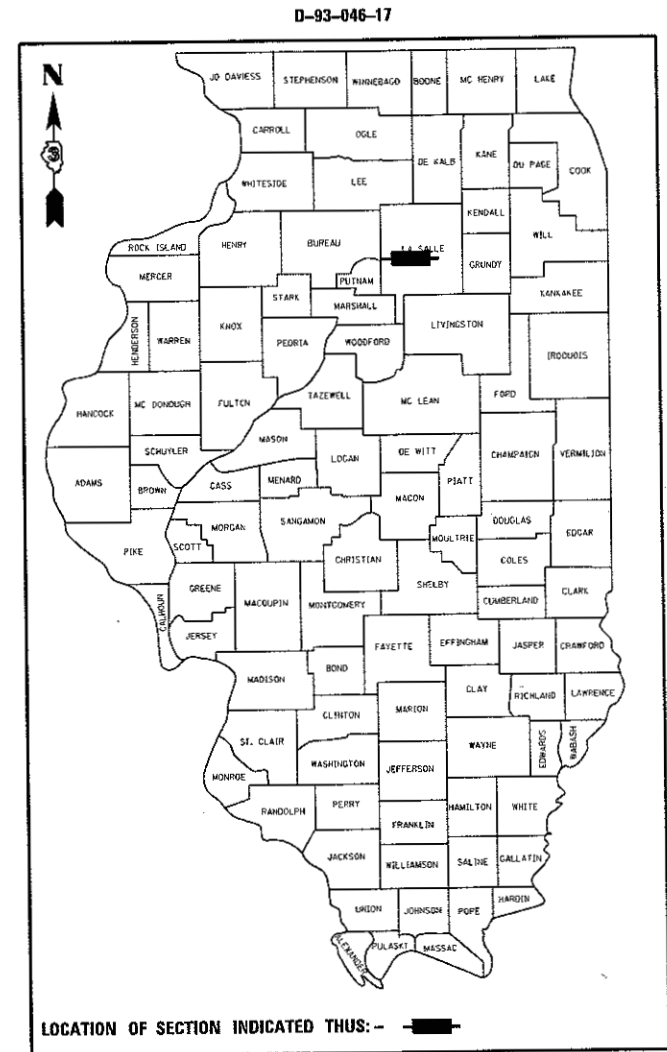 D-93-046-17
N
JO DAVIESS STEPHENSON WINNEBAGO BOONE MC HENRY LAKE
CARROLL OGLE DE KALB KANE DU PAGE COOK
WHITESIDE LEE
KENDALL
ROCK ISLAND HENRY BUREAU LA SALLE GRUNDY WILL
MERCER PUTNAM KANKAKEE
STARK MARSHALL
HENDERSON WARREN KNOX PEORIA WOODFORD LIVINGSTON IROQUOIS
HANCOCK MC DONOUGH FULTON TAZEWELL MC LEAN FORD
SCHUYLER MASON LOGAN DE WITT CHAMPAIGN VERMILION
ADAMS BROWN CASS MENARD MACON PIATT
MORGAN SANGAMON DOUGLAS
PIKE SCOTT CHRISTIAN MOULTRIE COLES EDGAR
CALHOUN GREENE MACOUPIN MONTGOMERY SHELBY CUMBERLAND CLARK
JERSEY FAYETTE EFFINGHAM JASPER CRAWFORD
MADISON BOND CLAY RICHLAND LAWRENCE
CLINTON MARION
ST. CLAIR WAYNE EDWARDS WABASH
MONROE WASHINGTON JEFFERSON
RANDOLPH PERRY FRANKLIN HAMILTON WHITE
JACKSON WILLIAMSON SALINE GALLATIN
UNION JOHNSON POPE HARDIN
ALEXANDER PULASKI MASSAC
LOCATION OF SECTION INDICATED THUS: -